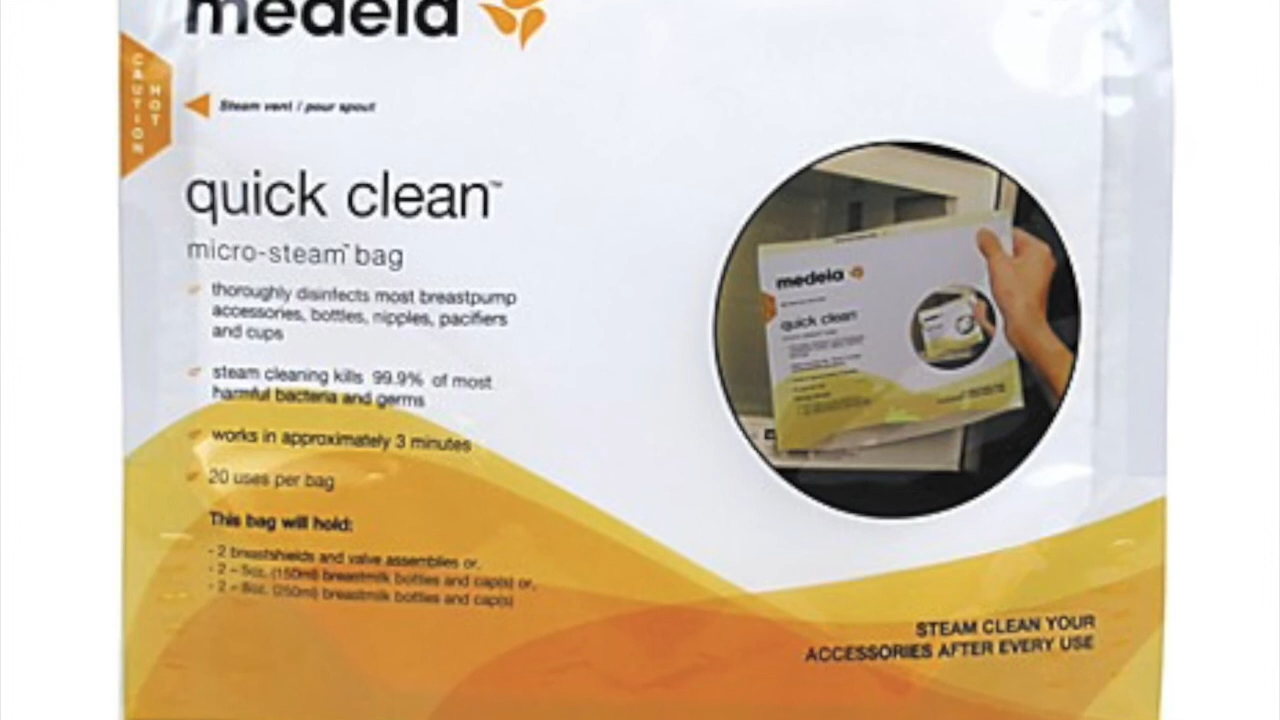 medela
CAUTION
HOT
Steam vent / pour spout
quick clean™
micro-steam™ bag
thoroughly disinfects most breastpump
accessories, bottles, nipples, pacifiers
and cups
steam cleaning kills 99.9% of most
harmful bacteria and germs
works in approximately 3 minutes
20 uses per bag
This bag will hold:
- 2 breastshields and valve assemblies or,
- 2 – 5oz. (150ml) breastmilk bottles and cap(s) or,
- 2 – 8oz. (250ml) breastmilk bottles and cap(s)
medela
quick clean
STEAM CLEAN YOUR
ACCESSORIES AFTER EVERY USE